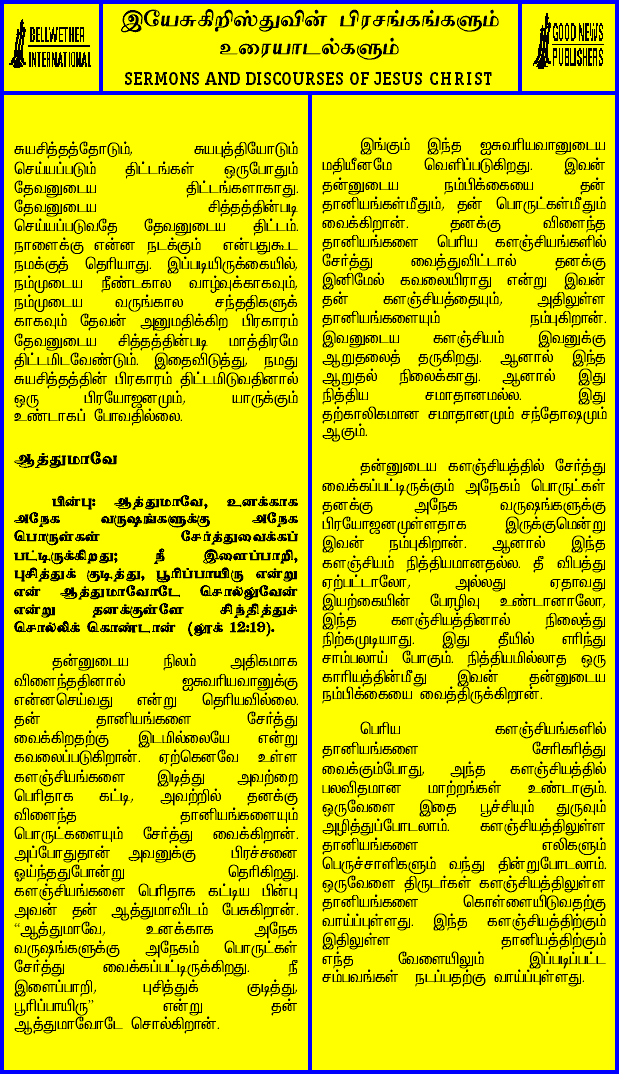 BELLWETHER
INTERNATIONAL
இயேசுகிறிஸ்துவின் பிரசங்கங்களும்
உரையாடல்களும்
SERMONS AND DISCOURSES OF JESUS CHRIST
GOOD NEWS
PUBLISHERS
சுயசித்தத்தோடும், சுயபுத்தியோடும்
செய்யப்படும் திட்டங்கள் ஒருபோதும்
தேவனுடைய திட்டங்களாகாது.
தேவனுடைய சித்தத்தின்படி
செய்யப்படுவதே தேவனுடைய திட்டம்.
நாளைக்கு என்ன நடக்கும் என்பதுகூட
நமக்குத் தெரியாது. இப்படியிருக்கையில்,
நம்முடைய நீண்டகால வாழ்வுக்காகவும்,
நம்முடைய வருங்கால சந்ததிகளுக்
காகவும் தேவன் அனுமதிக்கிற பிரகாரம்
தேவனுடைய சித்தத்தின்படி மாத்திரமே
திட்டமிடவேண்டும். இதைவிடுத்து, நமது
சுயசித்தத்தின் பிரகாரம் திட்டமிடுவதினால்
ஒரு பிரயோஜனமும், யாருக்கும்
உண்டாகப் போவதில்லை.
ஆத்துமாவே
பின்பு: ஆத்துமாவே, உனக்காக
அநேக வருஷங்களுக்கு அநேக
பொருள்கள் சேர்த்துவைக்கப்
பட்டிருக்கிறது; நீ இளைப்பாறி,
புசித்துக் குடித்து, பூரிப்பாயிரு என்று
என் ஆத்துமாவோடே சொல்லுவேன்
என்று தனக்குள்ளே சிந்தித்துச்
சொல்லிக் கொண்டான் (லூக் 12:19).
தன்னுடைய நிலம் அதிகமாக
விளைந்ததினால் ஐசுவரியவானுக்கு
என்னசெய்வது என்று தெரியவில்லை.
தன் தானியங்களை சேர்த்து
வைக்கிறதற்கு இடமில்லையே என்று
கவலைப்படுகிறான். ஏற்கெனவே உள்ள
களஞ்சியங்களை இடித்து அவற்றை
பெரிதாக கட்டி, அவற்றில் தனக்கு
விளைந்த தானியங்களையும்
பொருட்களையும் சேர்த்து வைக்கிறான்.
அப்போதுதான் அவனுக்கு பிரச்சனை
ஓய்ந்ததுபோன்று தெரிகிறது.
களஞ்சியங்களை பெரிதாக கட்டிய பின்பு
அவன் தன் ஆத்துமாவிடம் பேசுகிறான்.
“ஆத்துமாவே, உனக்காக அநேக
வருஷங்களுக்கு அநேகம் பொருட்கள்
சேர்த்து வைக்கப்பட்டிருக்கிறது. நீ
இளைப்பாறி, புசித்துக் குடித்து,
பூரிப்பாயிரு” என்று தன்
ஆத்துமாவோடே சொல்கிறான்.
இங்கும் இந்த ஐசுவரியவானுடைய
மதியீனமே வெளிப்படுகிறது. இவன்
தன்னுடைய நம்பிக்கையை தன்
தானியங்கள்மீதும், தன் பொருட்கள்மீதும்
வைக்கிறான். தனக்கு விளைந்த
தானியங்களை பெரிய களஞ்சியங்களில்
சேர்த்து வைத்துவிட்டால் தனக்கு
இனிமேல் கவலையிராது என்று இவன்
தன் களஞ்சியத்தையும், அதிலுள்ள
தானியங்களையும் நம்புகிறான்.
இவனுடைய களஞ்சியம் இவனுக்கு
ஆறுதலைத் தருகிறது. ஆனால் இந்த
ஆறுதல் நிலைக்காது. ஆனால் இது
நித்திய சமாதானமல்ல. இது
தற்காலிகமான சமாதானமும் சந்தோஷமும்
ஆகும்.
தன்னுடைய களஞ்சியத்தில் சேர்த்து
வைக்கப்பட்டிருக்கும் அநேகம் பொருட்கள்
தனக்கு அநேக வருஷங்களுக்கு
பிரயோஜனமுள்ளதாக இருக்குமென்று
இவன் நம்புகிறான். ஆனால் இந்த
களஞ்சியம் நித்தியமானதல்ல. தீ விபத்து
ஏற்பட்டாலோ, அல்லது ஏதாவது
இயற்கையின் பேரழிவு உண்டானாலோ,
இந்த களஞ்சியத்தினால் நிலைத்து
நிற்கமுடியாது. இது தீயில் எரிந்து
சாம்பலாய் போகும். நித்தியமில்லாத ஒரு
காரியத்தின்மீது இவன் தன்னுடைய
நம்பிக்கையை வைத்திருக்கிறான்.
பெரிய களஞ்சியங்களில்
தானியங்களை சேரிகரித்து
வைக்கும்போது, அந்த களஞ்சியத்தில்
பலவிதமான மாற்றங்கள் உண்டாகும்.
ஒருவேளை இதை பூச்சியும் துருவும்
அழித்துப்போடலாம். களஞ்சியத்திலுள்ள
தானியங்களை எலிகளும்
பெருச்சாளிகளும் வந்து தின்றுபோடலாம்.
ஒருவேளை திருடர்கள் களஞ்சியத்திலுள்ள
தானியங்களை கொள்ளையிடுவதற்கு
வாய்ப்புள்ளது. இந்த களஞ்சியத்திற்கும்
இதிலுள்ள தானியத்திற்கும்
எந்த வேளையிலும் இப்படிப்பட்ட
சம்பவங்கள் நடப்பதற்கு வாய்ப்புள்ளது.